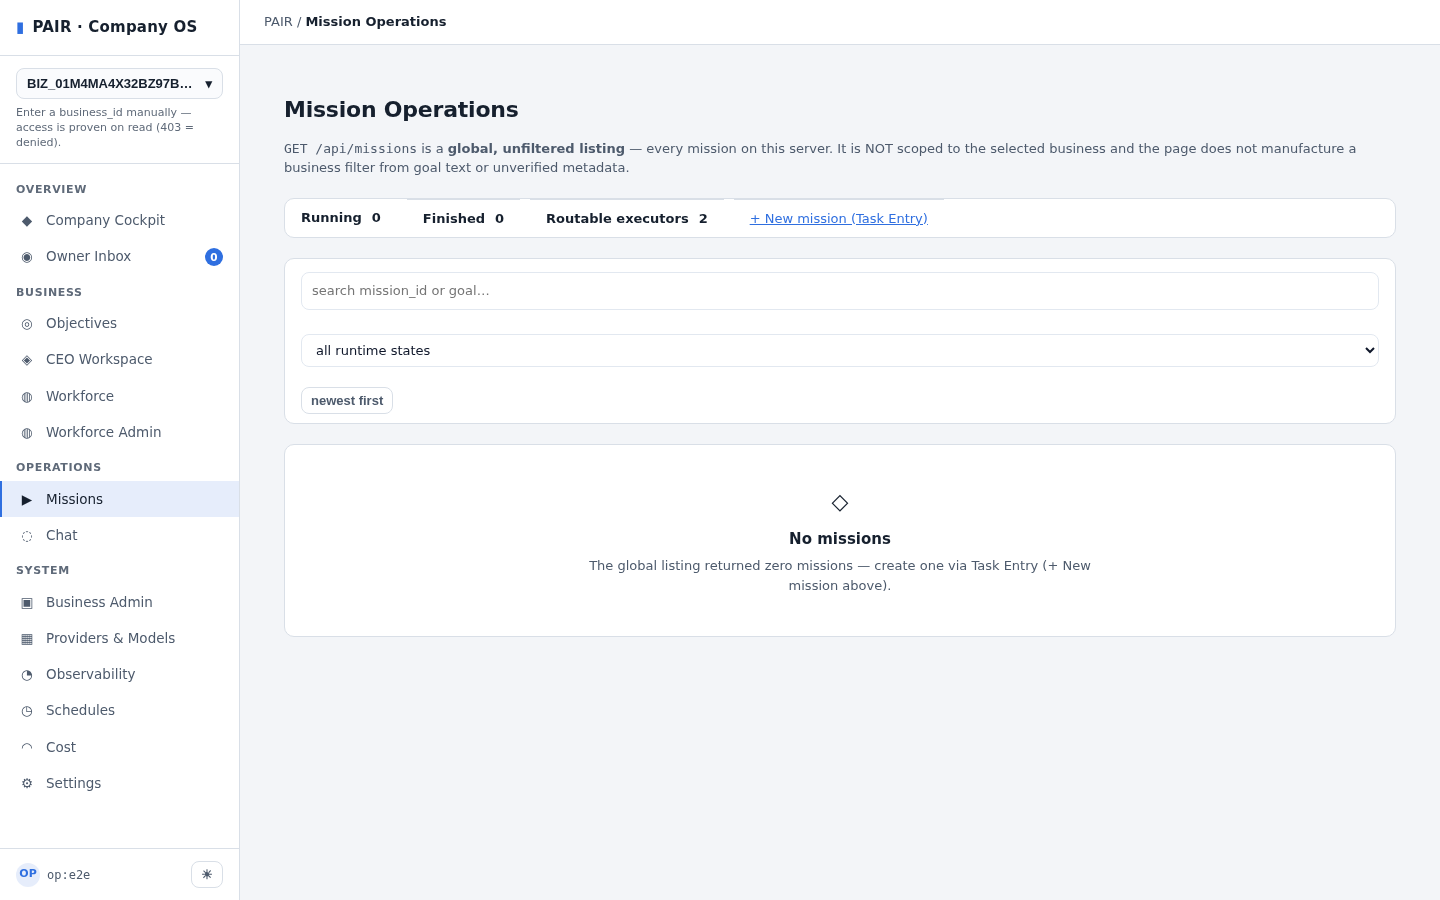 PAIR · Company OS
BIZ_01M4MA4X32BZ97B… ▾
Enter a business_id manually —
access is proven on read (403 =
denied).
OVERVIEW
Company Cockpit
Owner Inbox 0
BUSINESS
Objectives
CEO Workspace
Workforce
Workforce Admin
OPERATIONS
Missions
Chat
SYSTEM
Business Admin
Providers & Models
Observability
Schedules
Cost
Settings
OP op:e2e
PAIR / Mission Operations
Mission Operations
GET /api/missions is a global, unfiltered listing — every mission on this server. It is NOT scoped to the selected business and the page does not manufacture a
business filter from goal text or unverified metadata.
Running 0 Finished 0 Routable executors 2 + New mission (Task Entry)
search mission_id or goal…
all runtime states
newest first
No missions
The global listing returned zero missions — create one via Task Entry (+ New
mission above).